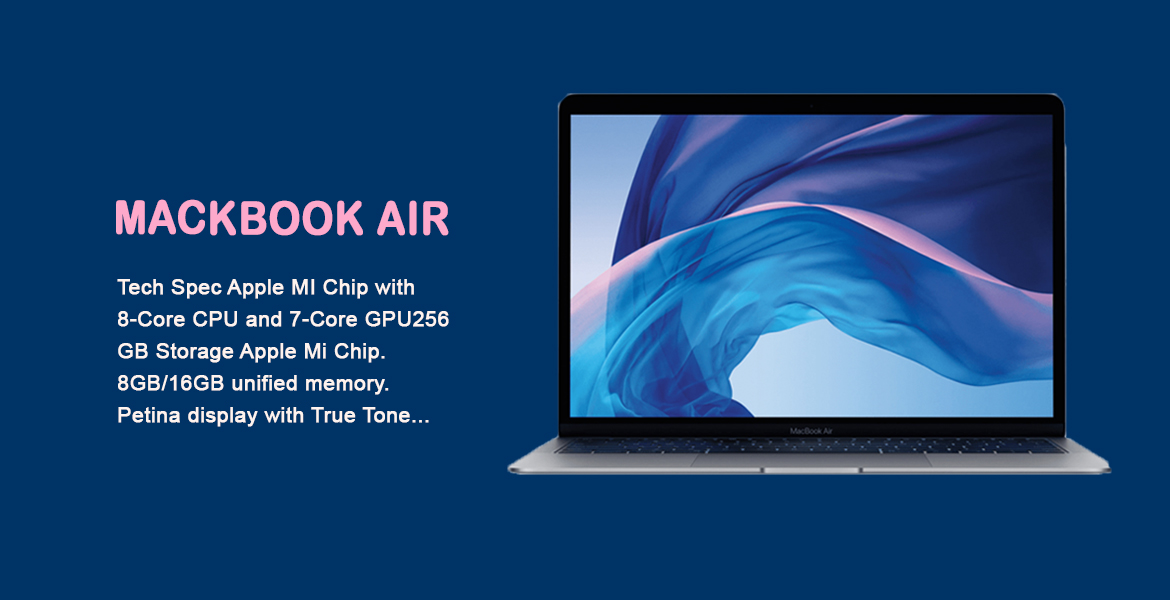 MACKBOOK AIR
Tech Spec Apple MI Chip with
8-Core CPU and 7-Core GPU256
GB Storage Apple Mi Chip.
8GB/16GB unified memory.
Petina display with True Tone...
MacBook Air